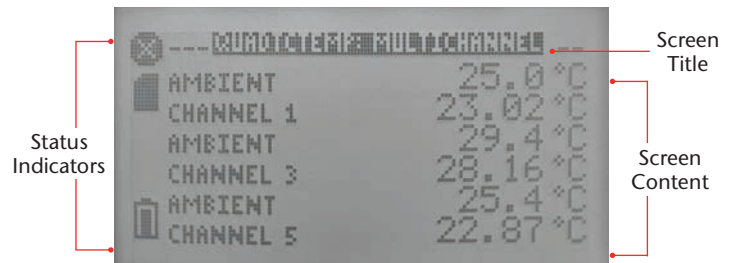 --- MULTICHANNEL --
AMBIENT 25.0°C
CHANNEL 1 23.02°C
AMBIENT 29.4°C
CHANNEL 3 28.16°C
AMBIENT 25.4°C
CHANNEL 5 22.87°C
Status
Indicators
Screen
Title
Screen
Content